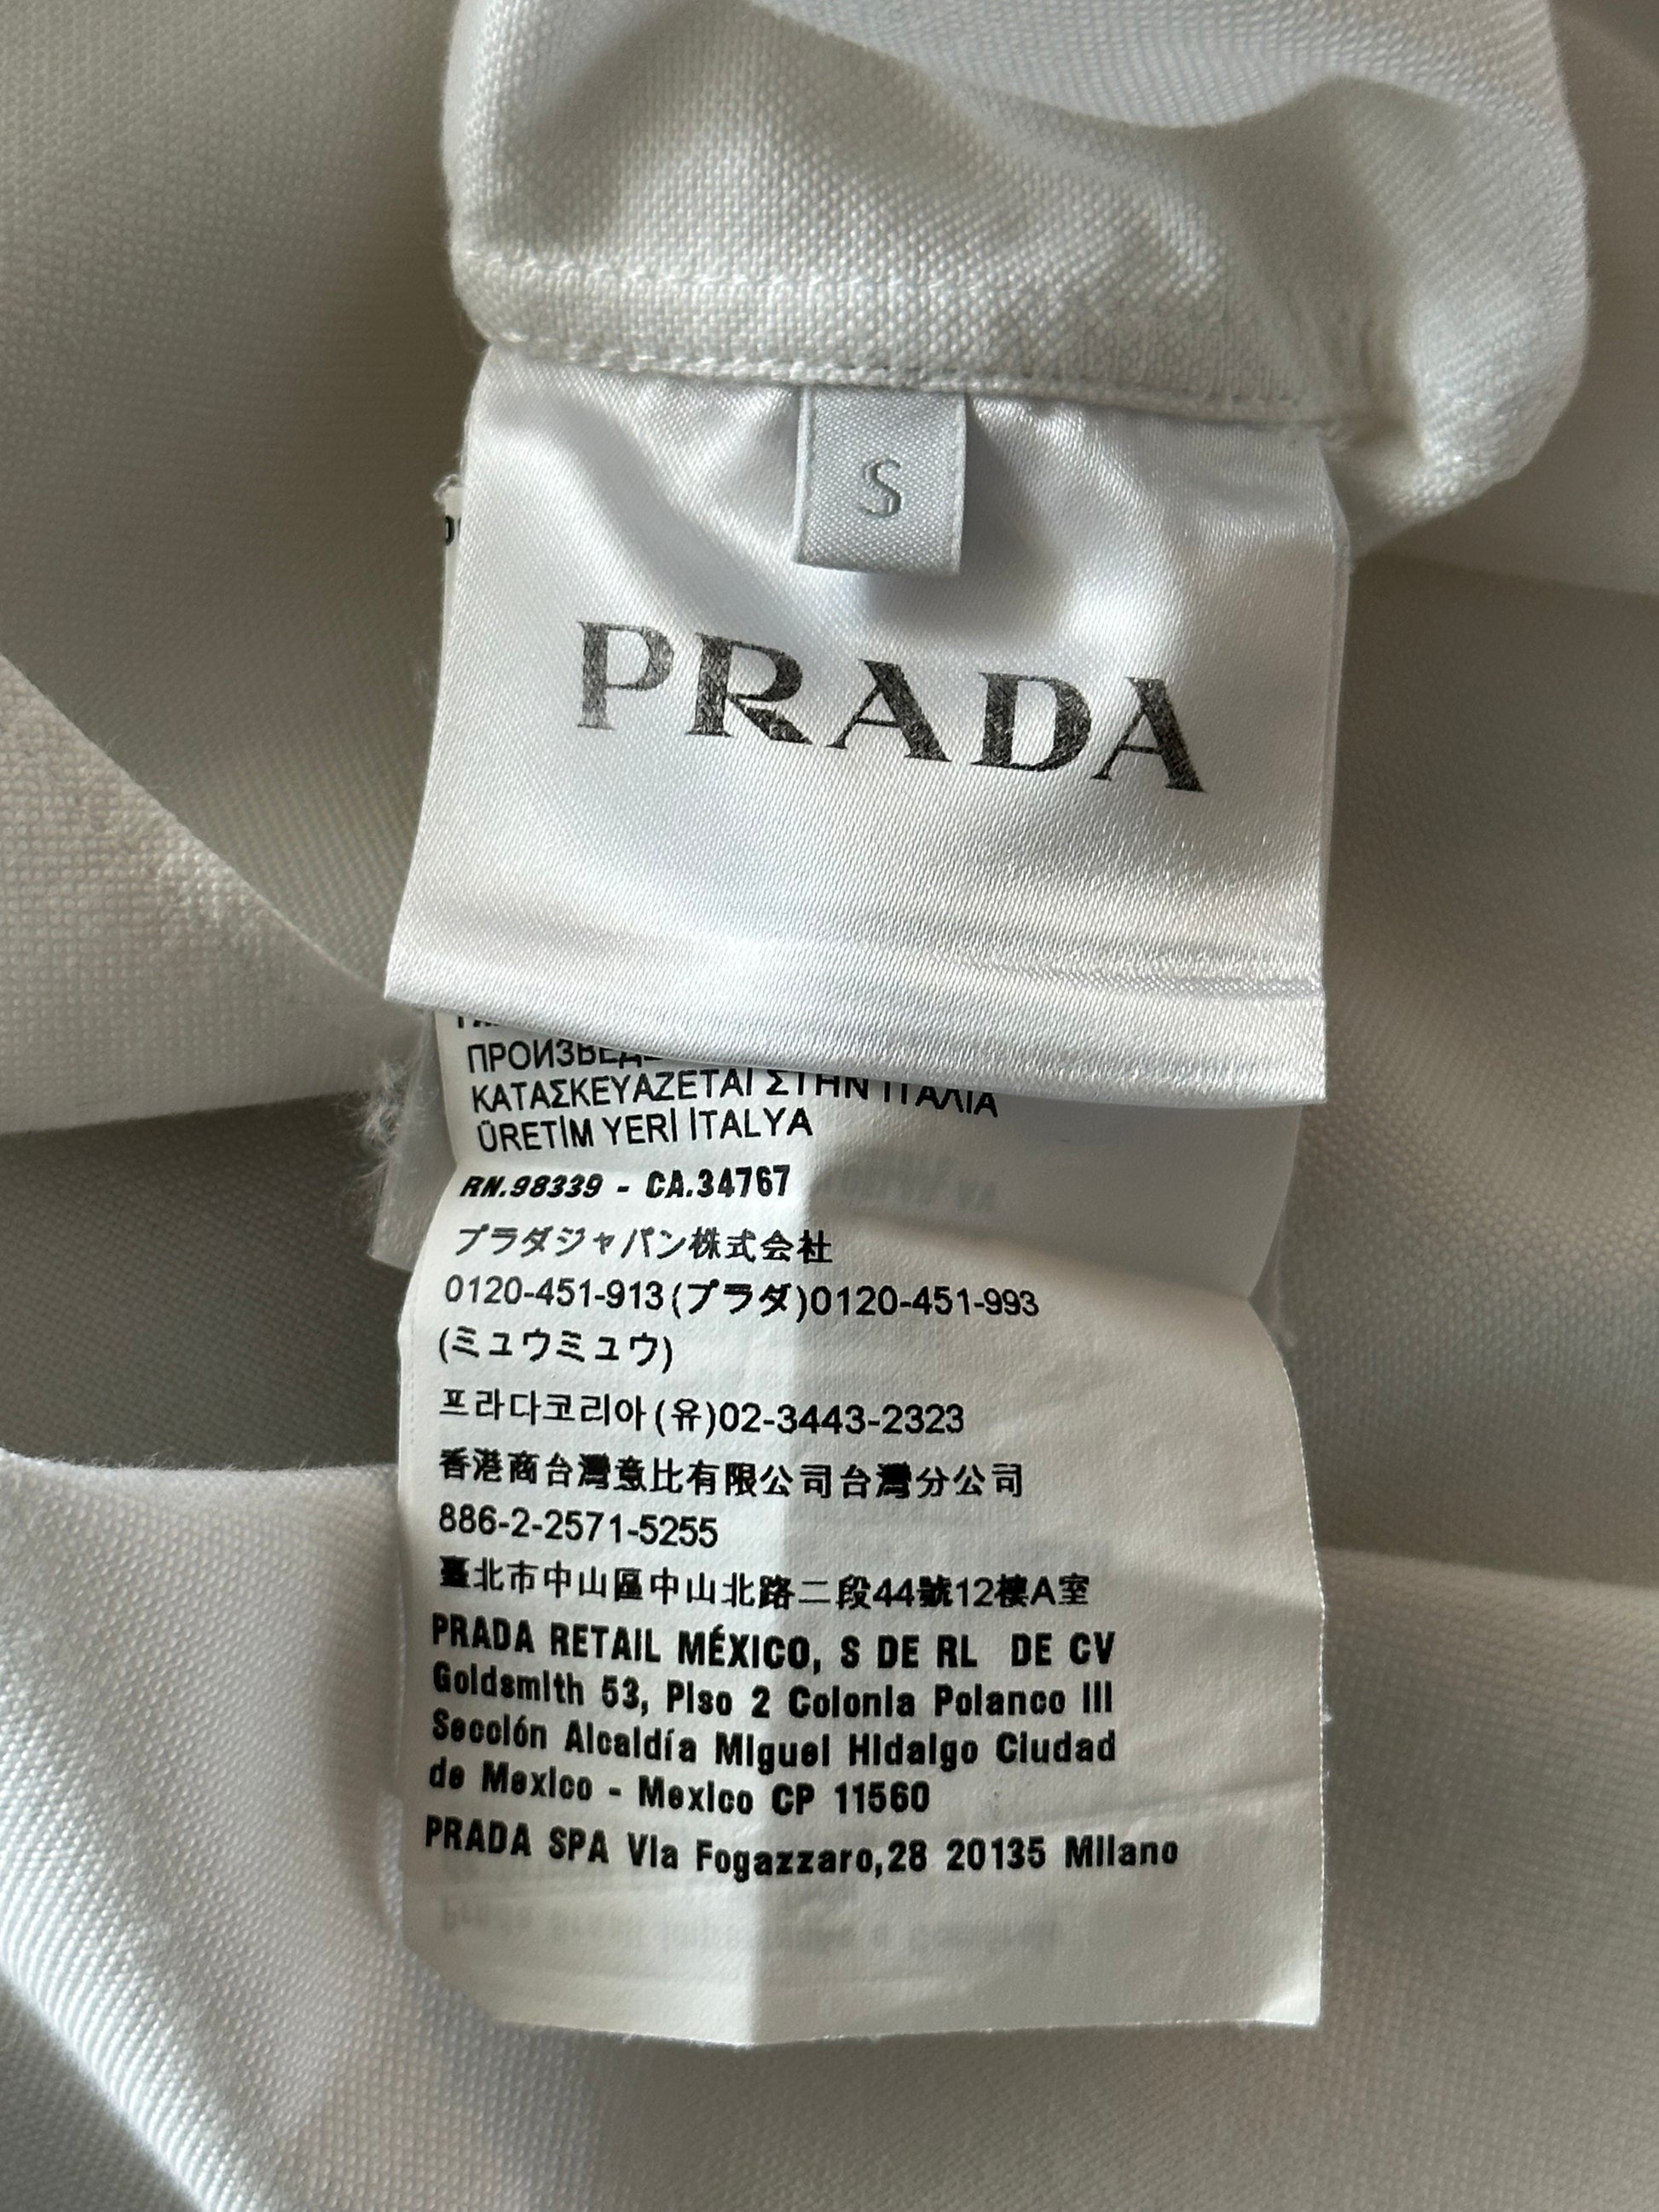 S
PRADA
ΚΑΤΑΣΚΕΥΑΖΕΤΑΙ ΣΤΗΝ ΙΤΑΛΙΑ
ÜRETİM YERİ İTALYA
RN.98339 - CA.34767
プラダジャパン株式会社
0120-451-913(プラダ)0120-451-993
(ミュウミュウ)
프라다코리아(유)02-3443-2323
香港商台灣意比有限公司台灣分公司
886-2-2571-5255
臺北市中山區中山北路二段44號12樓A室
PRADA RETAIL MÉXICO, S DE RL DE CV
Goldsmith 53, Piso 2 Colonia Polanco III
Sección Alcaldía Miguel Hidalgo Ciudad
de Mexico - Mexico CP 11560
PRADA SPA Via Fogazzaro,28 20135 Milano